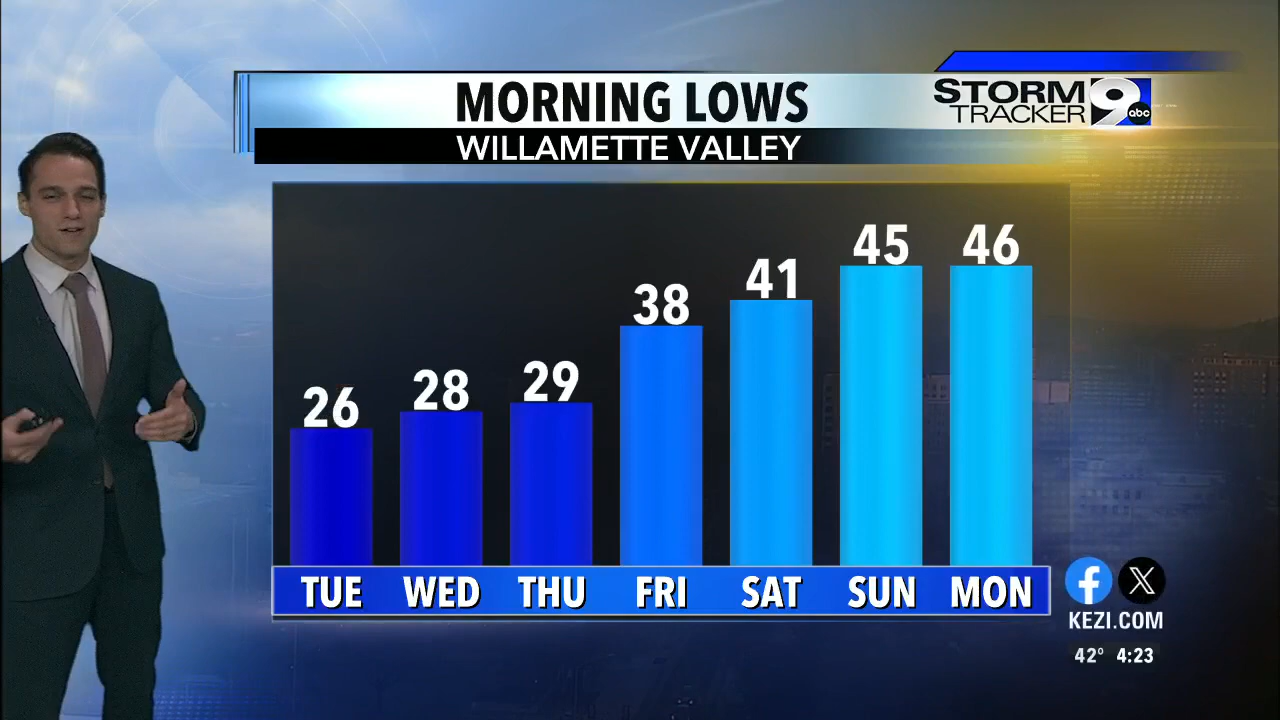 MORNING LOWS
WILLAMETTE VALLEY
STORM
TRACKER
9
abc
26
28
29
38
41
45
46
TUE WED THU FRI SAT SUN MON
f X
KEZI.COM
42° 4:23